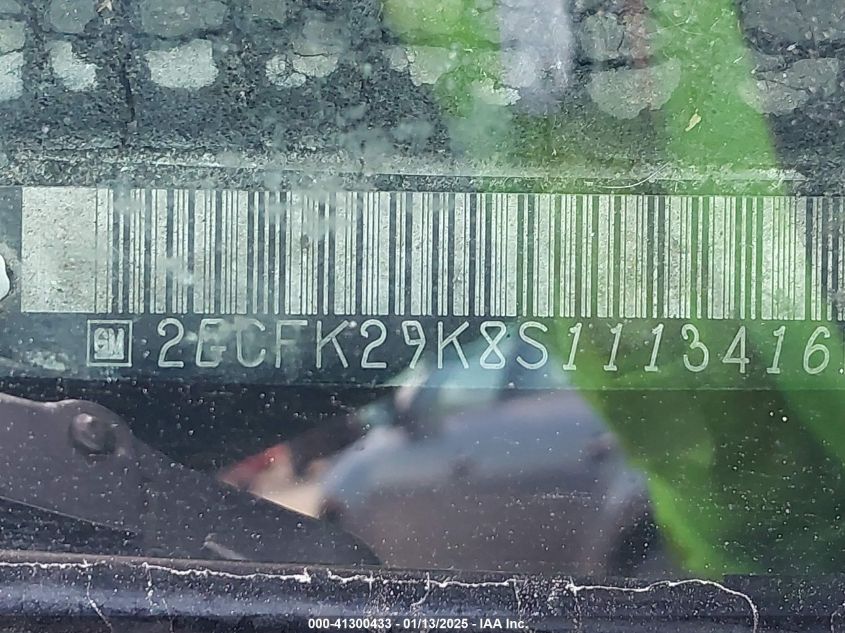 GM 2GCFK29K8S1113416
000-41300433 - 01/13/2025 - IAA Inc.